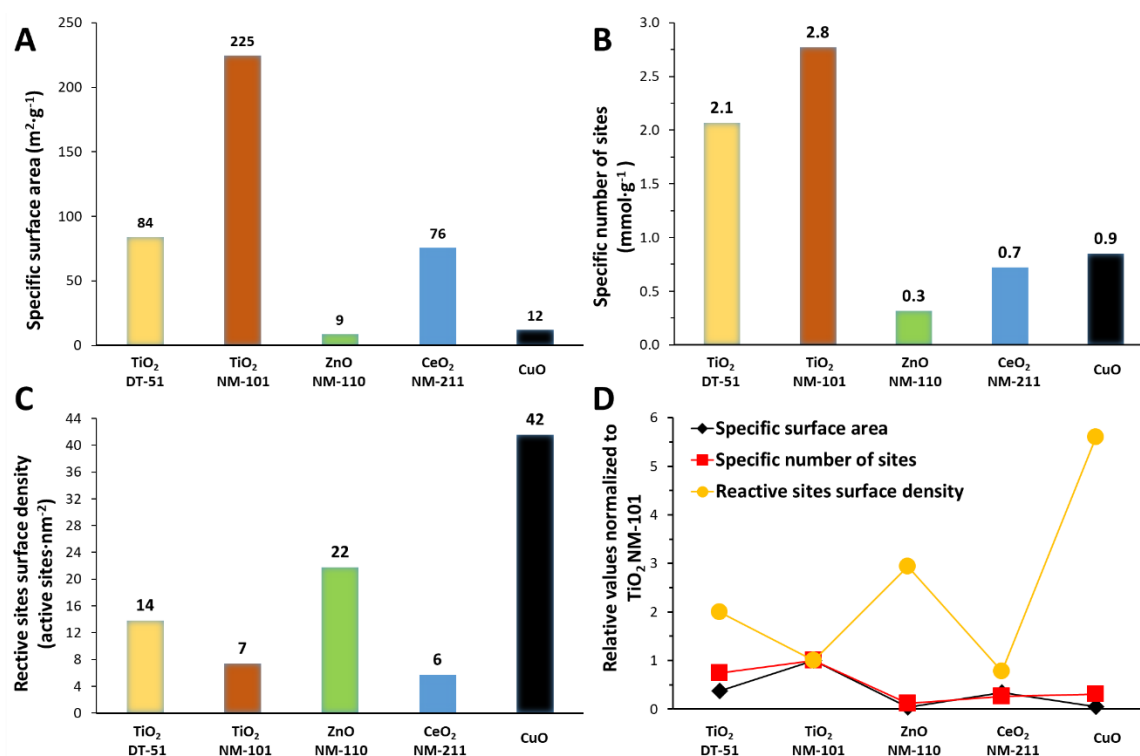 A
Specific surface area (m²·g⁻¹)
250
200
150
100
50
0
84
225
9
76
12
TiO₂
DT-51
TiO₂
NM-101
ZnO
NM-110
CeO₂
NM-211
CuO
B
Specific number of sites
(mmol·g⁻¹ )
3.0
2.5
2.0
1.5
1.0
0.5
0.0
2.1
2.8
0.3
0.7
0.9
TiO₂
DT-51
TiO₂
NM-101
ZnO
NM-110
CeO₂
NM-211
CuO
C
Rective sites surface density
(active sites·nm⁻²)
44
40
36
32
28
24
20
16
12
8
4
0
14
7
22
6
42
TiO₂
DT-51
TiO₂
NM-101
ZnO
NM-110
CeO₂
NM-211
CuO
D
Relative values normalized to
TiO₂ NM-101
6
5
4
3
2
1
0
Specific surface area
Specific number of sites
Reactive sites surface density
TiO₂
DT-51
TiO₂
NM-101
ZnO
NM-110
CeO₂
NM-211
CuO